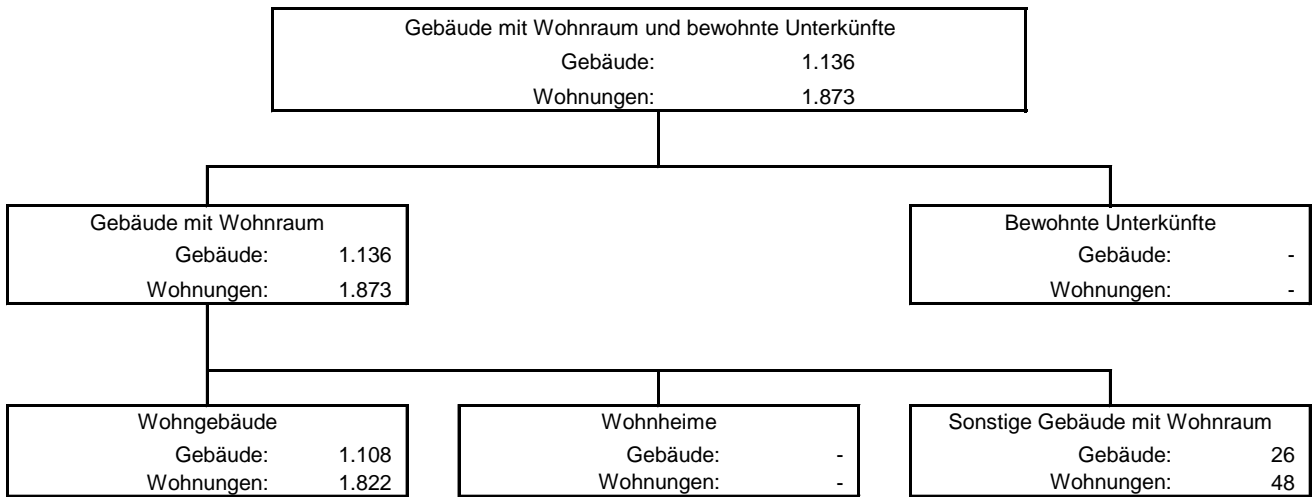 Gebäude mit Wohnraum und bewohnte Unterkünfte
Gebäude: 1.136
Wohnungen: 1.873
Gebäude mit Wohnraum
Gebäude: 1.136
Wohnungen: 1.873
Bewohnte Unterkünfte
Gebäude: -
Wohnungen: -
Wohngebäude
Gebäude: 1.108
Wohnungen: 1.822
Wohnheime
Gebäude: -
Wohnungen: -
Sonstige Gebäude mit Wohnraum
Gebäude: 26
Wohnungen: 48